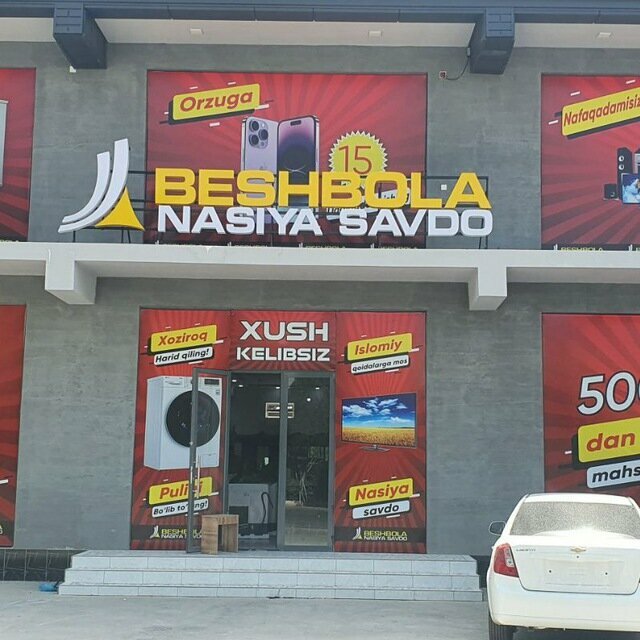 Orzuga
Nafaqadamisiz
15
BESHBOLA
NASIYA SAVDO
BESHBOLA
Xoziroq
Harid qiling!
XUSH
KELIBSIZ
Islomiy
qoidalarga mos
500
dan
mahs
Pulini
Bo'lib to'lang!
Nasiya
savdo
BESHBOLA
NASIYA SAVDO
BESHBOLA
NASIYA SAVDO